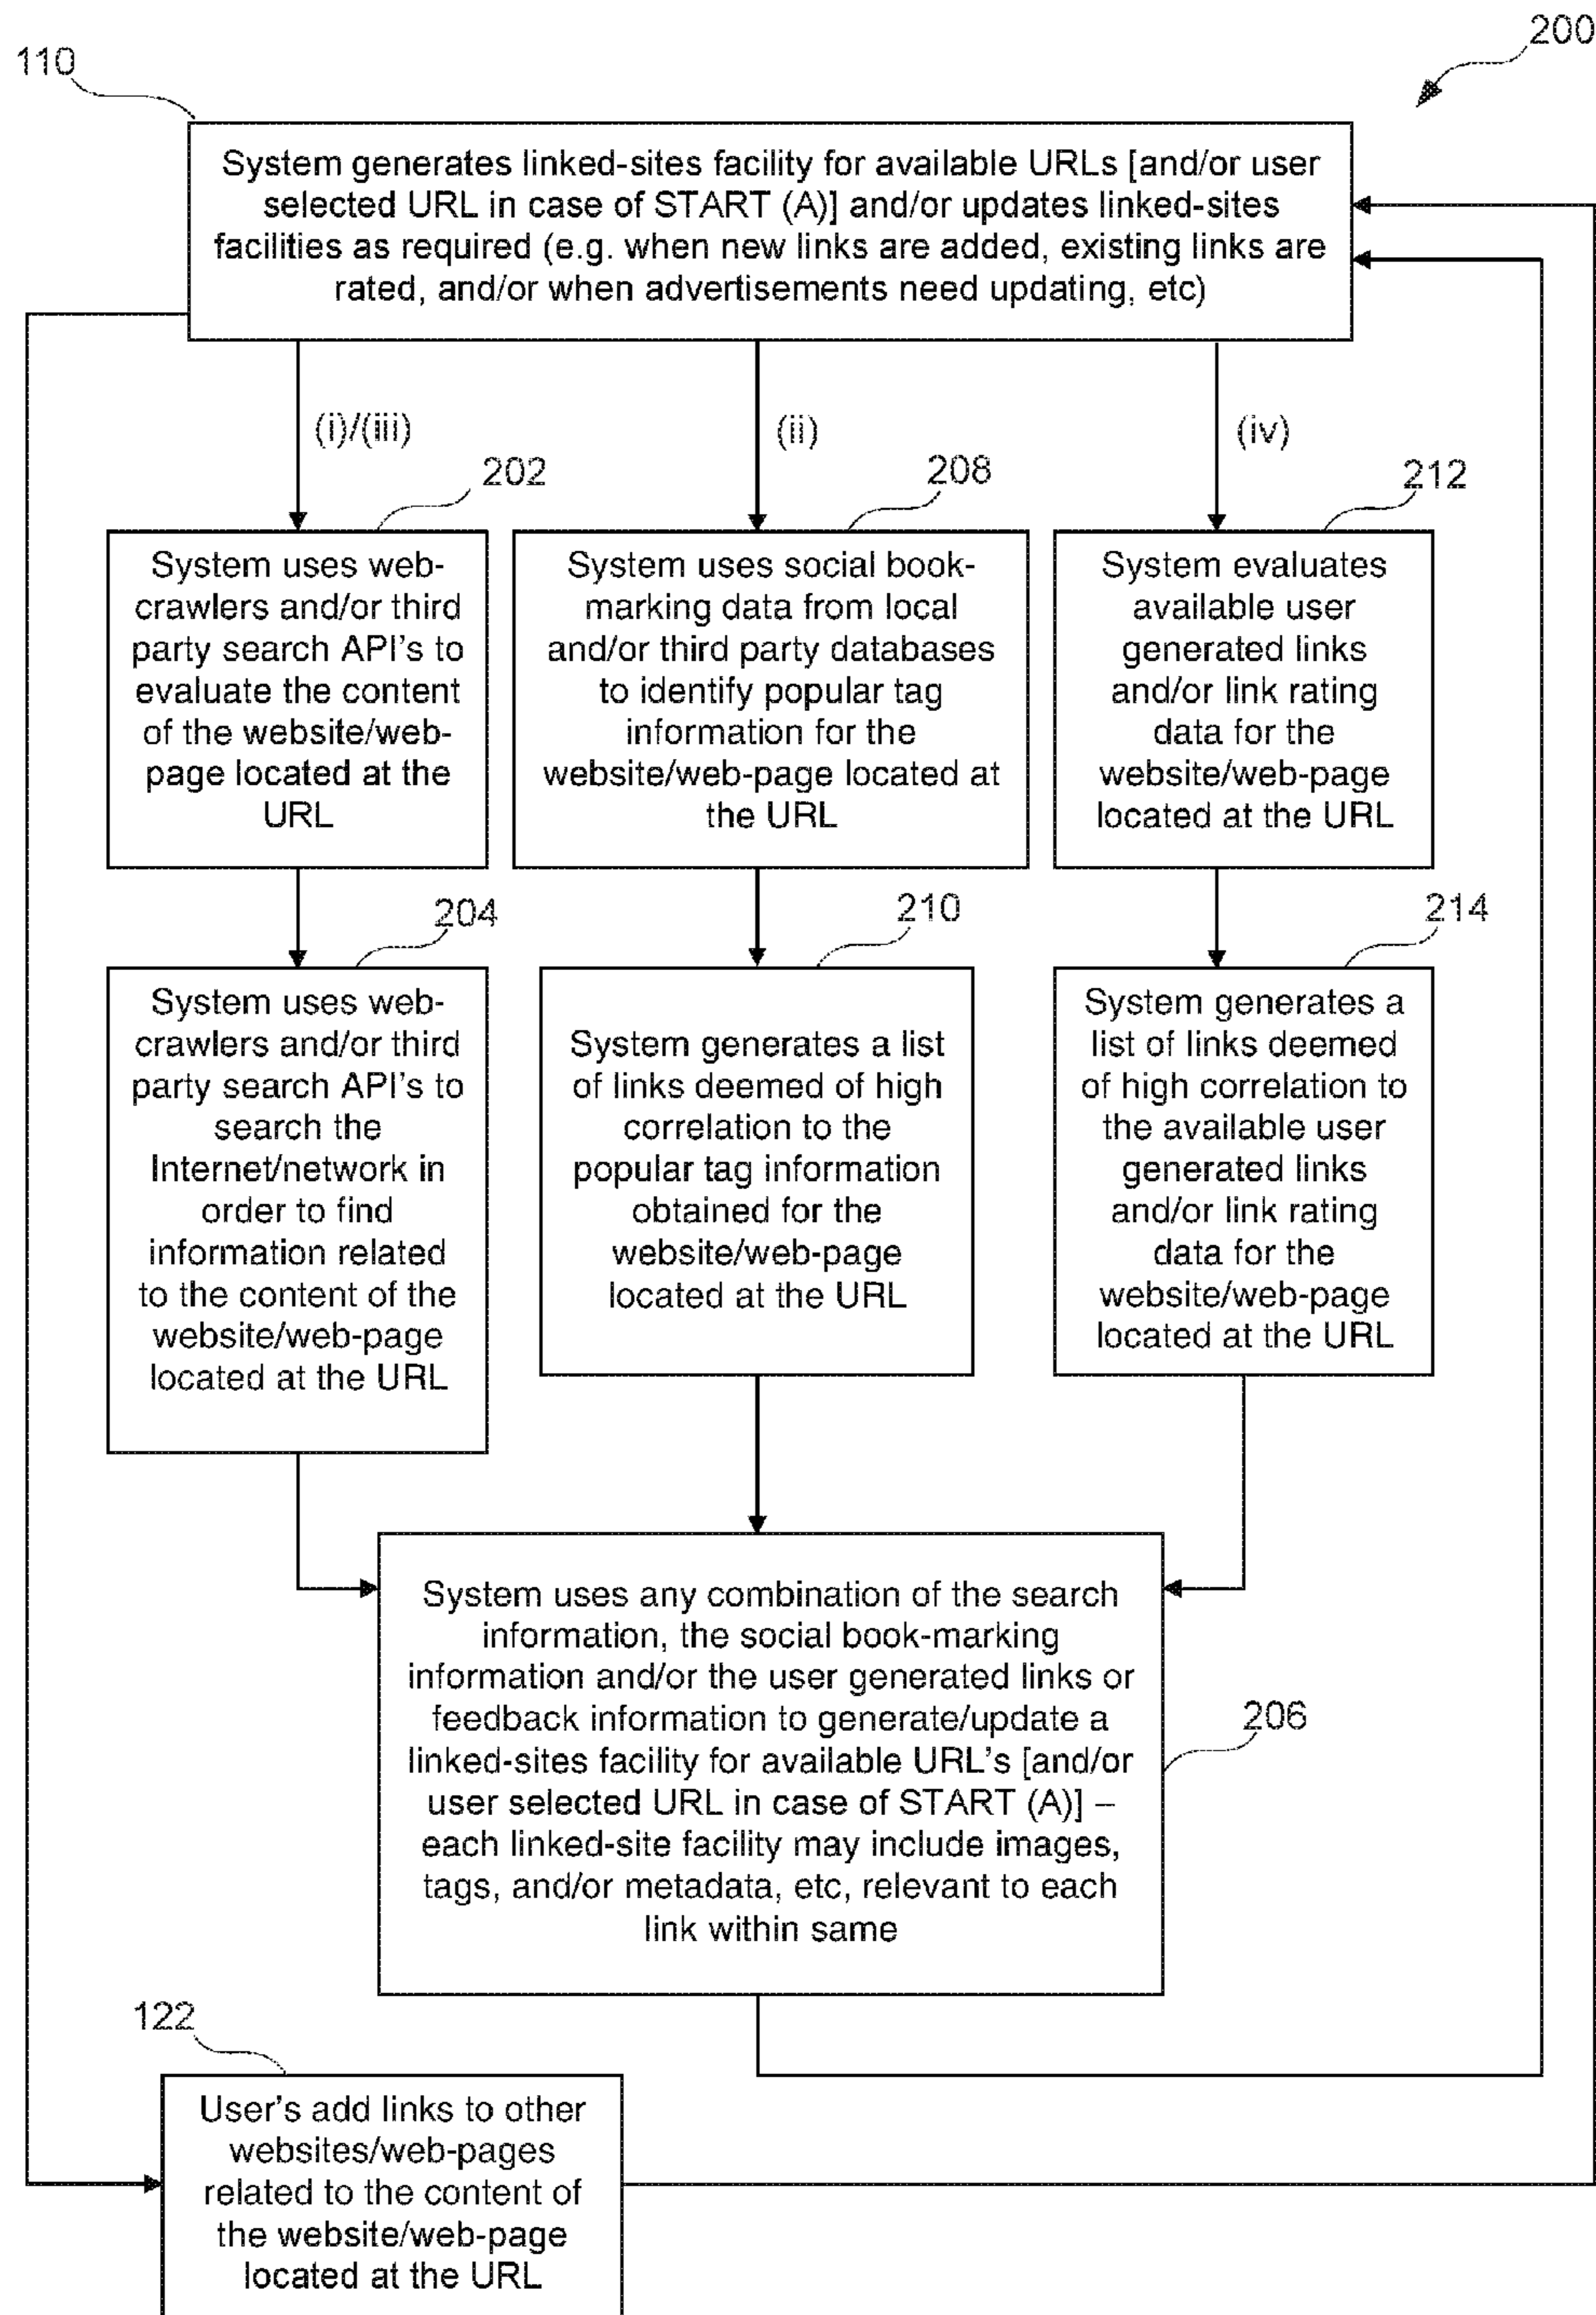 200
110
System generates linked-sites facility for available URLs [and/or user
selected URL in case of START (A)] and/or updates linked-sites
facilities as required (e.g. when new links are added, existing links are
rated, and/or when advertisements need updating, etc)
(i)/(iii)
(ii)
(iv)
202
208
212
System uses web-
crawlers and/or third
party search API's to
evaluate the content
of the website/web-
page located at the
URL
System uses social book-
marking data from local
and/or third party databases
to identify popular tag
information for the
website/web-page located at
the URL
System evaluates
available user
generated links
and/or link rating
data for the
website/web-page
located at the URL
204
210
214
System uses web-
crawlers and/or third
party search API's to
search the
Internet/network in
order to find
information related
to the content of the
website/web-page
located at the URL
System generates a list
of links deemed of high
correlation to the
popular tag information
obtained for the
website/web-page
located at the URL
System generates a
list of links deemed
of high correlation to
the available user
generated links
and/or link rating
data for the
website/web-page
located at the URL
System uses any combination of the search
information, the social book-marking
information and/or the user generated links or
feedback information to generate/update a
linked-sites facility for available URL's [and/or
user selected URL in case of START (A)] –
each linked-site facility may include images,
tags, and/or metadata, etc, relevant to each
link within same
206
122
User's add links to other
websites/web-pages
related to the content of
the website/web-page
located at the URL